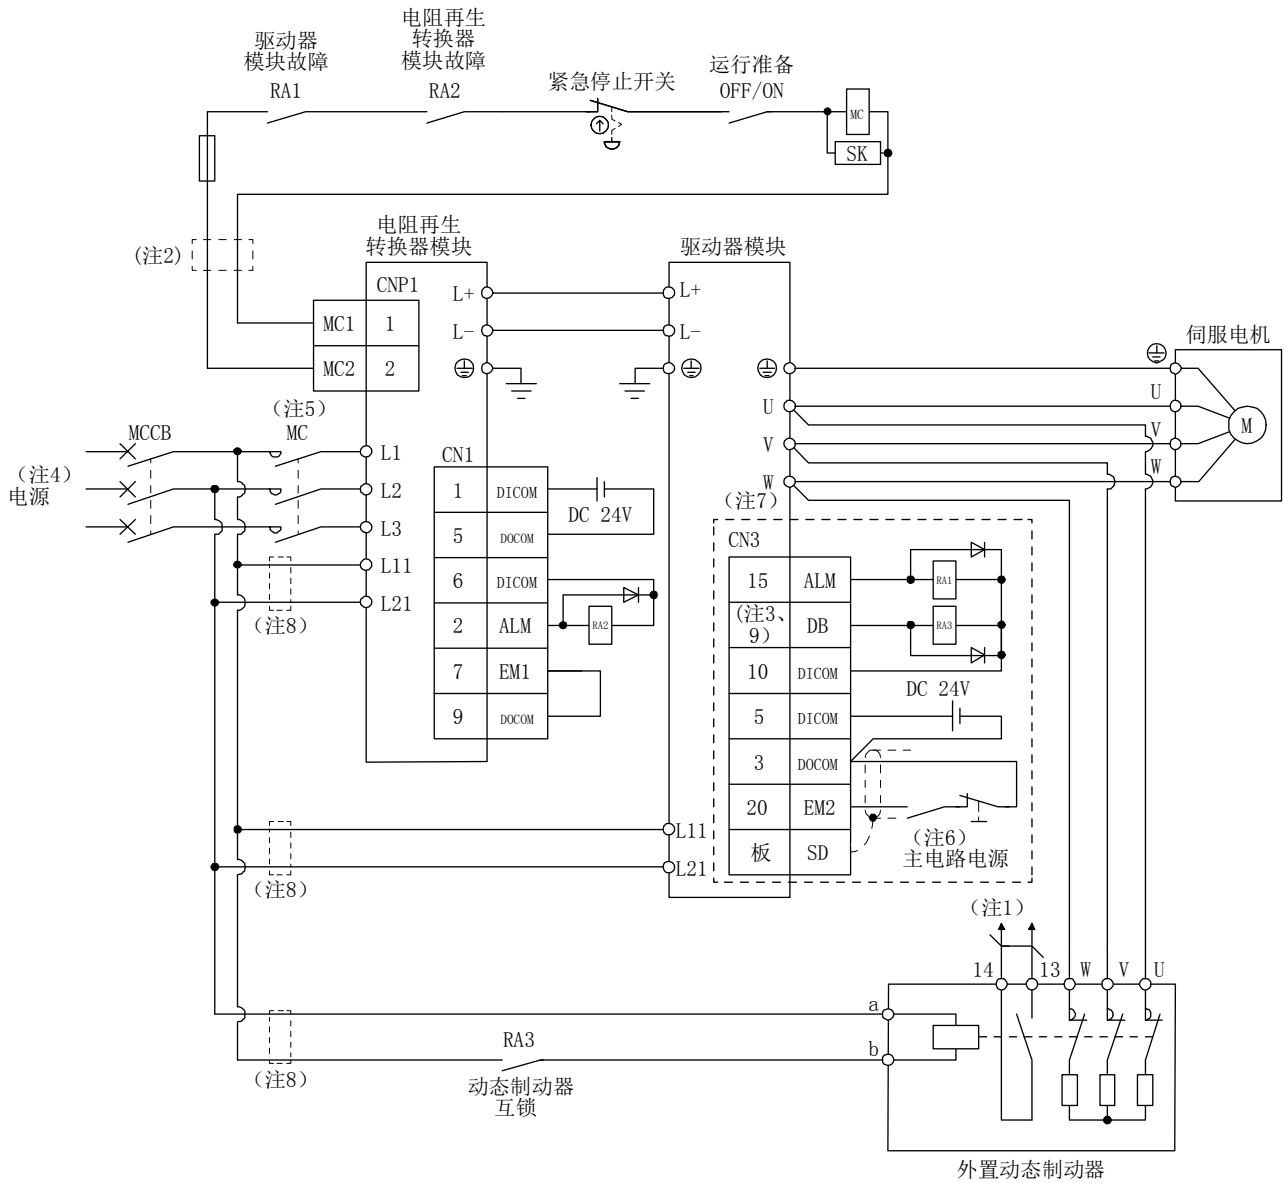 驱动器
模块故障
RA1
电阻再生
转换器
模块故障
RA2
紧急停止开关
运行准备
OFF/ON
MC
SK
(注2)
电阻再生
转换器模块
驱动器模块
CNP1
MC1 1
MC2 2
L+
L-
L+
L-
伺服电机
U
V
W
M
U
V
W
(注5)
MC
MCCB
(注4)
电源
L1
L2
L3
L11
L21
(注8)
CN1
1 DICOM
5 DOCOM
6 DICOM
2 ALM
7 EM1
9 DOCOM
DC 24V
RA2
(注7)
CN3
15 ALM
(注3、
9) DB
10 DICOM
5 DICOM
3 DOCOM
20 EM2
板 SD
RA1
RA3
DC 24V
(注6)
主电路电源
L11
L21
(注8)
(注1)
14 13 W V U
a
b
RA3
动态制动器
互锁
(注8)
外置动态制动器